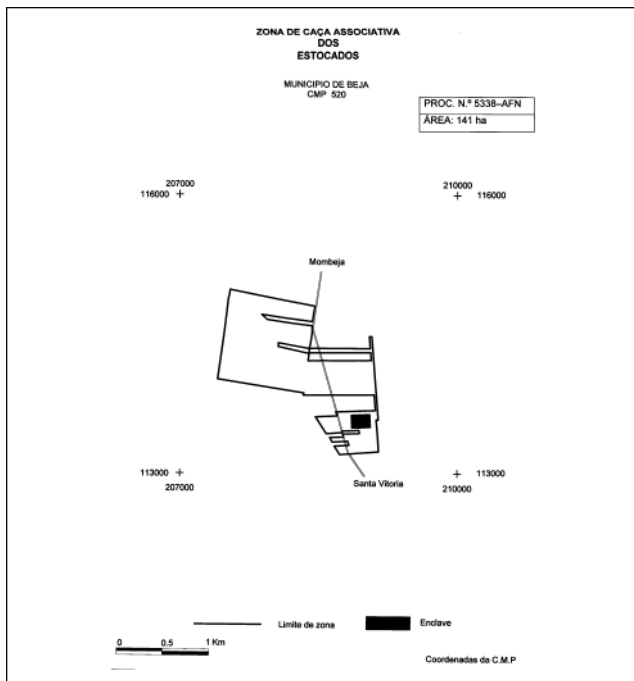 ZONA DE CAÇA ASSOCIATIVA
DOS
ESTOCADOS
MUNICIPIO DE BEJA
CMP 520
PROC. N.º 5338–AFN
ÁREA: 141 ha
207000
116000
210000
116000
Mombeja
113000
207000
Santa Vitoria
113000
210000
Limite de zona
Enclave
0 0.5 1 Km
Coordenadas da C.M.P